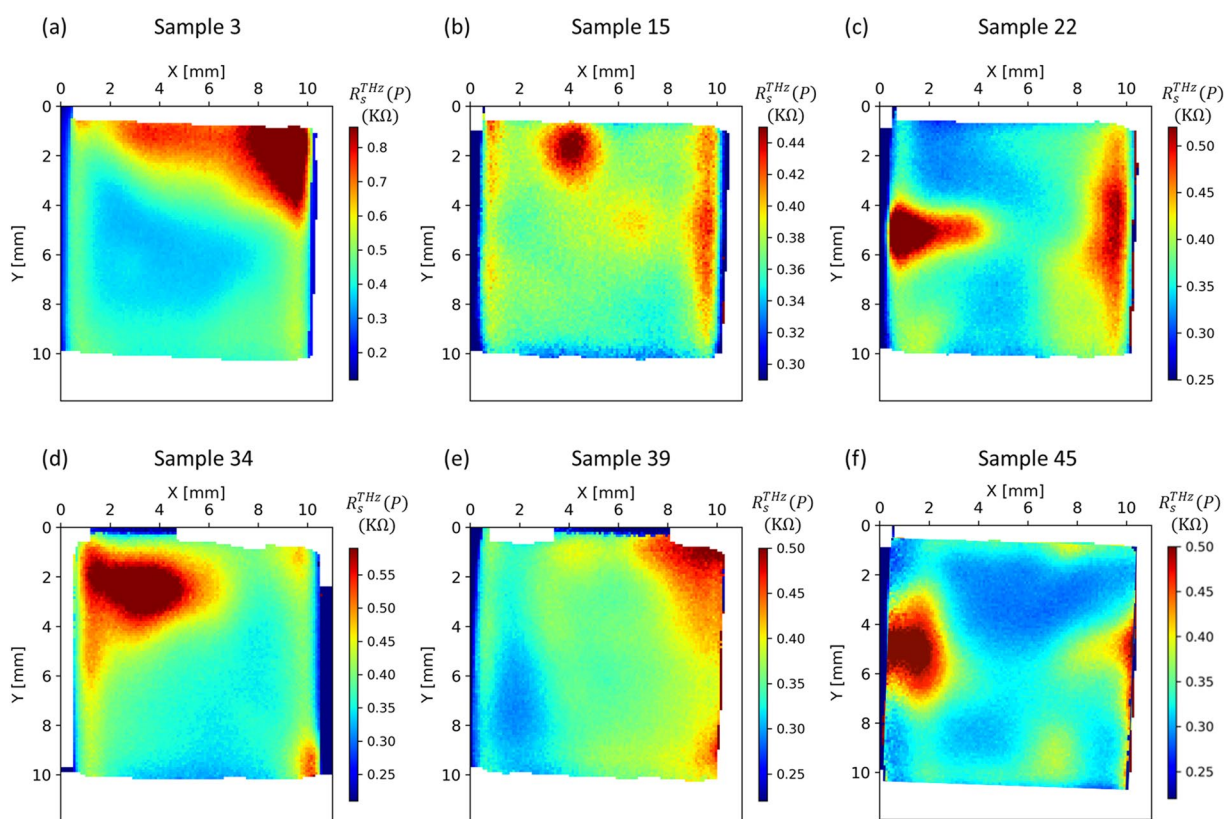 (a) Sample 3
X [mm]
0 2 4 6 8 10
R_s^THz(P)
(KΩ)
Y [mm]
0
2
4
6
8
10
0.8
0.7
0.6
0.5
0.4
0.3
0.2
(b) Sample 15
X [mm]
0 2 4 6 8 10
R_s^THz(P)
(KΩ)
Y [mm]
0
2
4
6
8
10
0.44
0.42
0.40
0.38
0.36
0.34
0.32
0.30
(c) Sample 22
X [mm]
0 2 4 6 8 10
R_s^THz(P)
(KΩ)
Y [mm]
0
2
4
6
8
10
0.50
0.45
0.40
0.35
0.30
0.25
(d) Sample 34
X [mm]
0 2 4 6 8 10
R_s^THz(P)
(KΩ)
Y [mm]
0
2
4
6
8
10
0.55
0.50
0.45
0.40
0.35
0.30
0.25
(e) Sample 39
X [mm]
0 2 4 6 8 10
R_s^THz(P)
(KΩ)
Y [mm]
0
2
4
6
8
10
0.50
0.45
0.40
0.35
0.30
0.25
(f) Sample 45
X [mm]
0 2 4 6 8 10
R_s^THz(P)
(KΩ)
Y [mm]
0
2
4
6
8
10
0.50
0.45
0.40
0.35
0.30
0.25